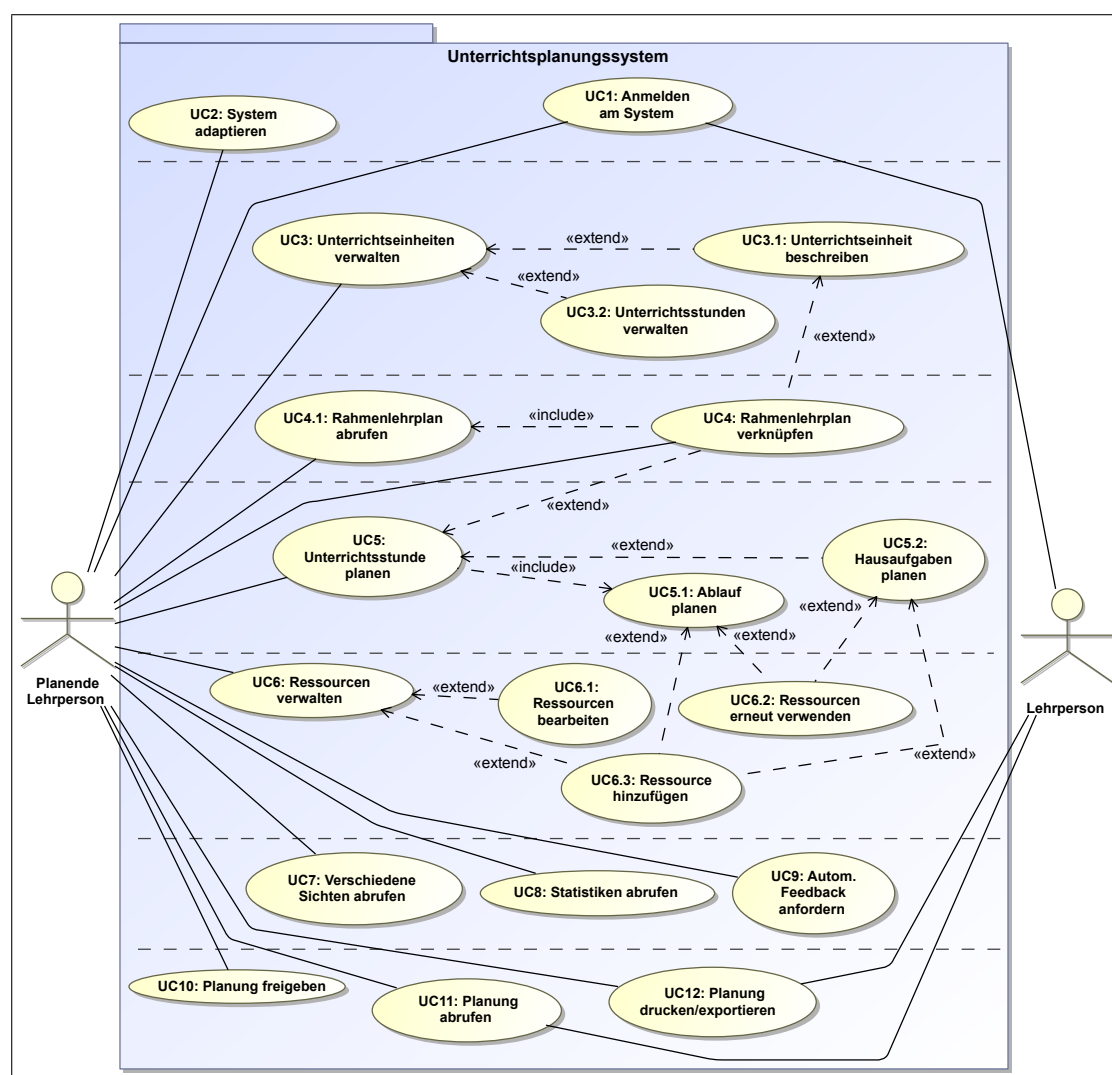 Unterrichtsplanungssystem
UC1: Anmelden
am System
UC2: System
adaptieren
UC3: Unterrichtseinheiten
verwalten
«extend»
UC3.1: Unterrichtseinheit
beschreiben
«extend»
UC3.2: Unterrichtsstunden
verwalten
«extend»
UC4.1: Rahmenlehrplan
abrufen
«include»
UC4: Rahmenlehrplan
verknüpfen
«extend»
UC5:
Unterrichtsstunde
planen
«extend»
«include»
UC5.2:
Hausaufgaben
planen
UC5.1: Ablauf
planen
«extend»
«extend»
«extend»
Planende
Lehrperson
Lehrperson
UC6: Ressourcen
verwalten
«extend»
UC6.1:
Ressourcen
bearbeiten
UC6.2: Ressourcen
erneut verwenden
«extend»
«extend»
UC6.3: Ressource
hinzufügen
UC7: Verschiedene
Sichten abrufen
UC8: Statistiken abrufen
UC9: Autom.
Feedback
anfordern
UC10: Planung freigeben
UC11: Planung
abrufen
UC12: Planung
drucken/exportieren